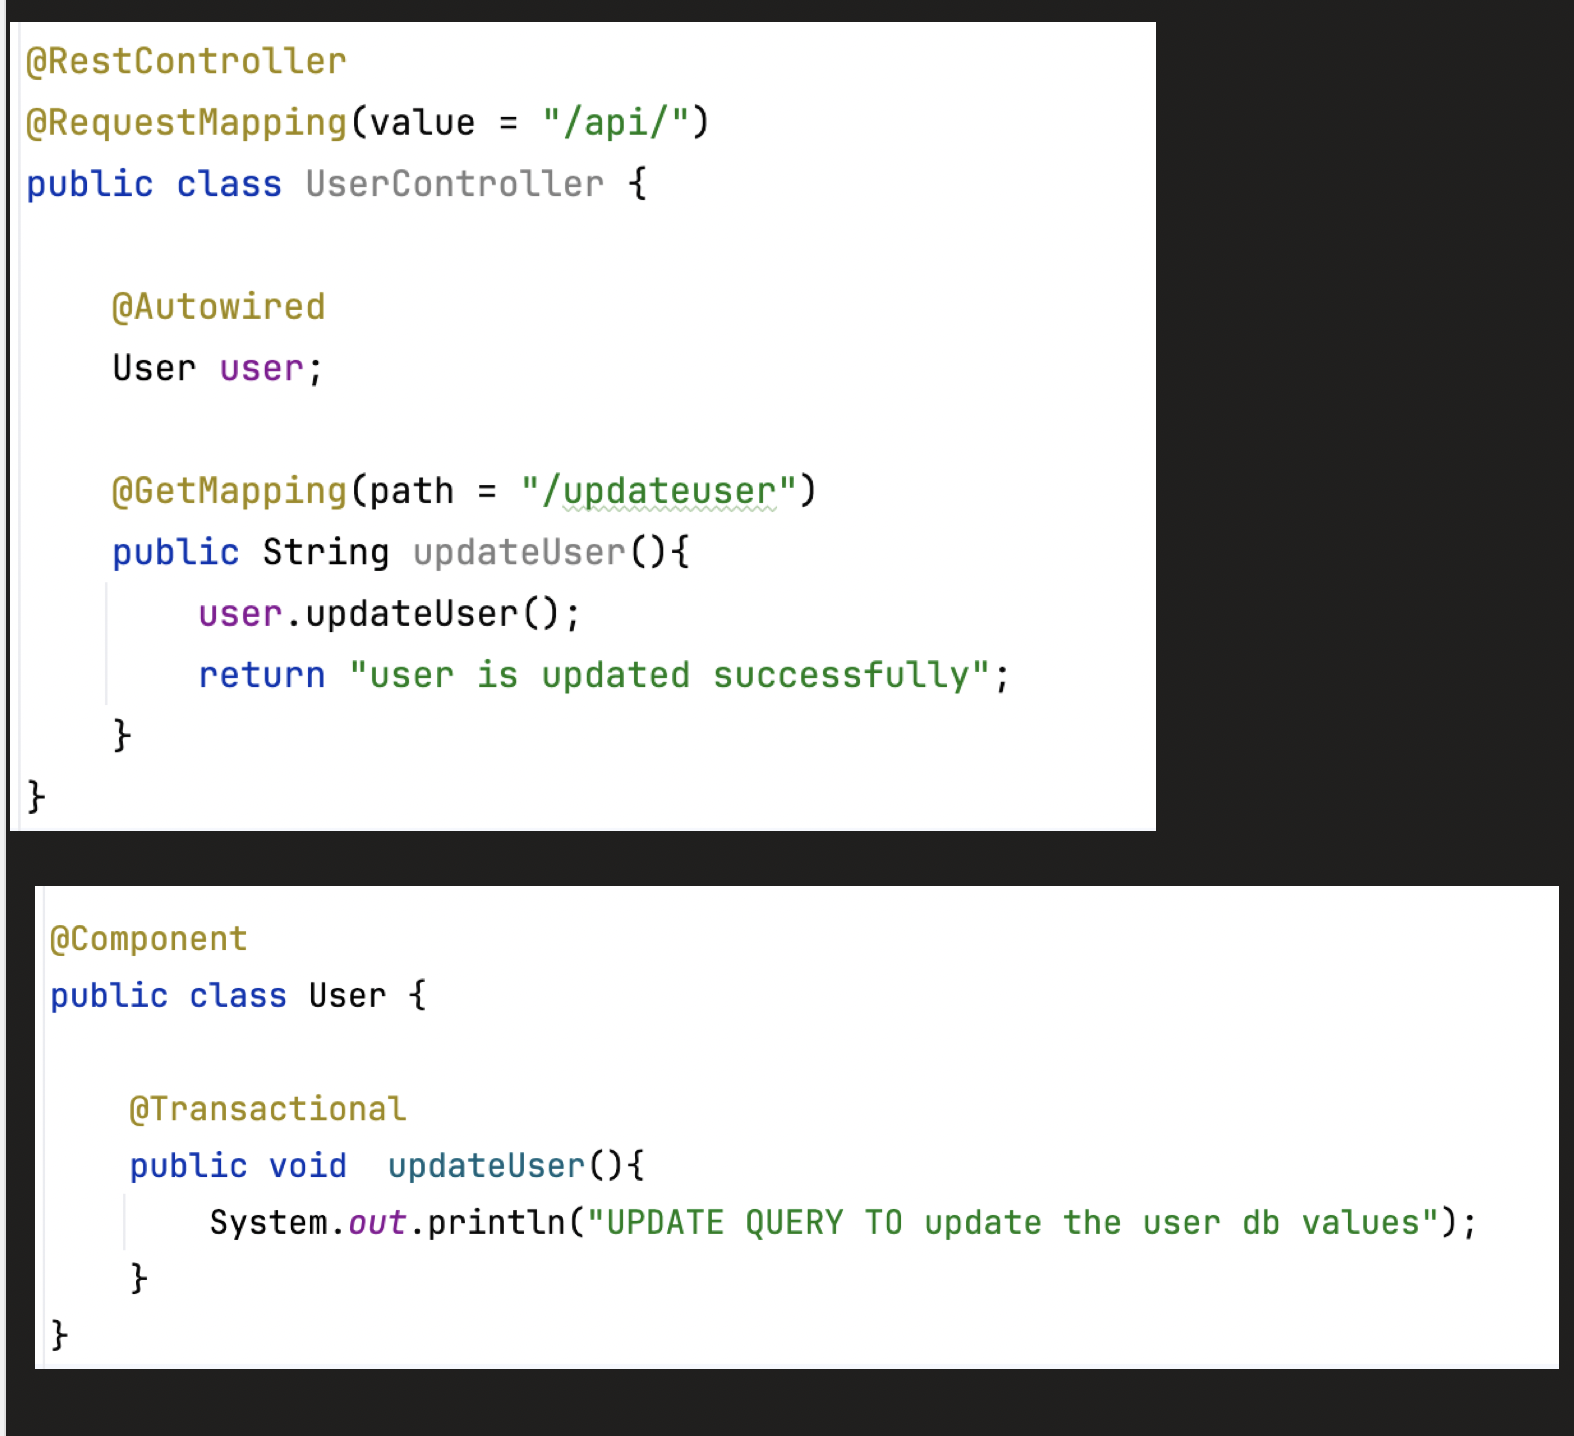 @RestController
@RequestMapping(value = "/api/")
public class UserController {
@Autowired
User user;
@GetMapping(path = "/updateuser")
public String updateUser(){
user.updateUser();
return "user is updated successfully";
}
}
@Component
public class User {
@Transactional
public void  updateUser(){
System.out.println("UPDATE QUERY TO update the user db values");
}
}